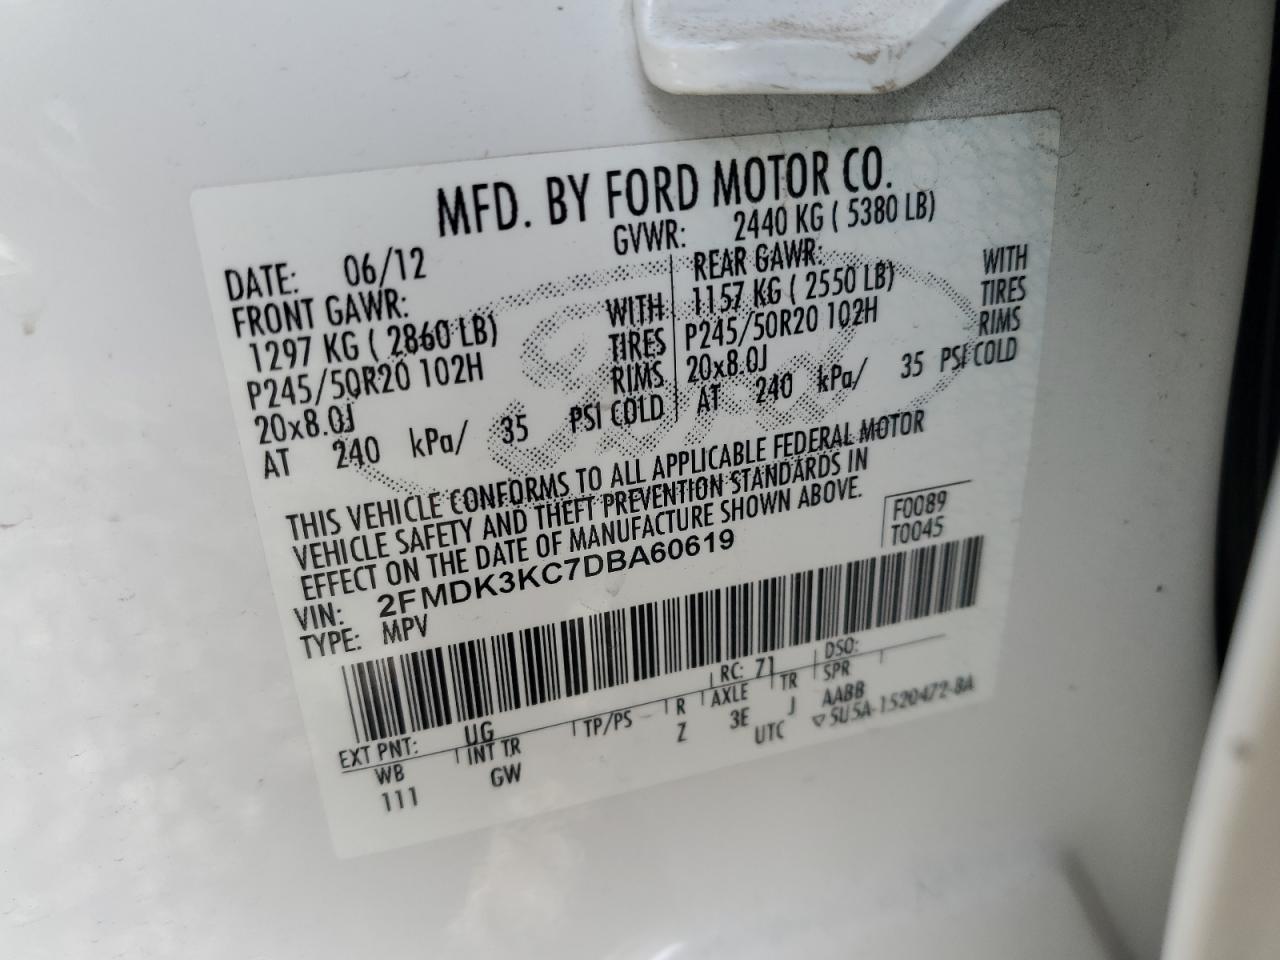 MFD. BY FORD MOTOR CO.
DATE: 06/12 GVWR: 2440 KG ( 5380 LB)
FRONT GAWR: REAR GAWR:
1297 KG ( 2860 LB) WITH 1157 KG ( 2550 LB) WITH
P245/50R20 102H TIRES P245/50R20 102H TIRES
20x8.0J RIMS 20x8.0J RIMS
AT 240 kPa/ 35 PSI COLD AT 240 kPa/ 35 PSI COLD
THIS VEHICLE CONFORMS TO ALL APPLICABLE FEDERAL MOTOR
VEHICLE SAFETY AND THEFT PREVENTION STANDARDS IN
EFFECT ON THE DATE OF MANUFACTURE SHOWN ABOVE.
F0089
T0045
VIN: 2FMDK3KC7DBA60619
TYPE: MPV
EXT PNT: UG RC: 71 DSO:
WB INT TR TP/PS R AXLE TR SPR
111 GW Z 3E J AABB
UTC ▽5U5A-1520472-BA
Ford